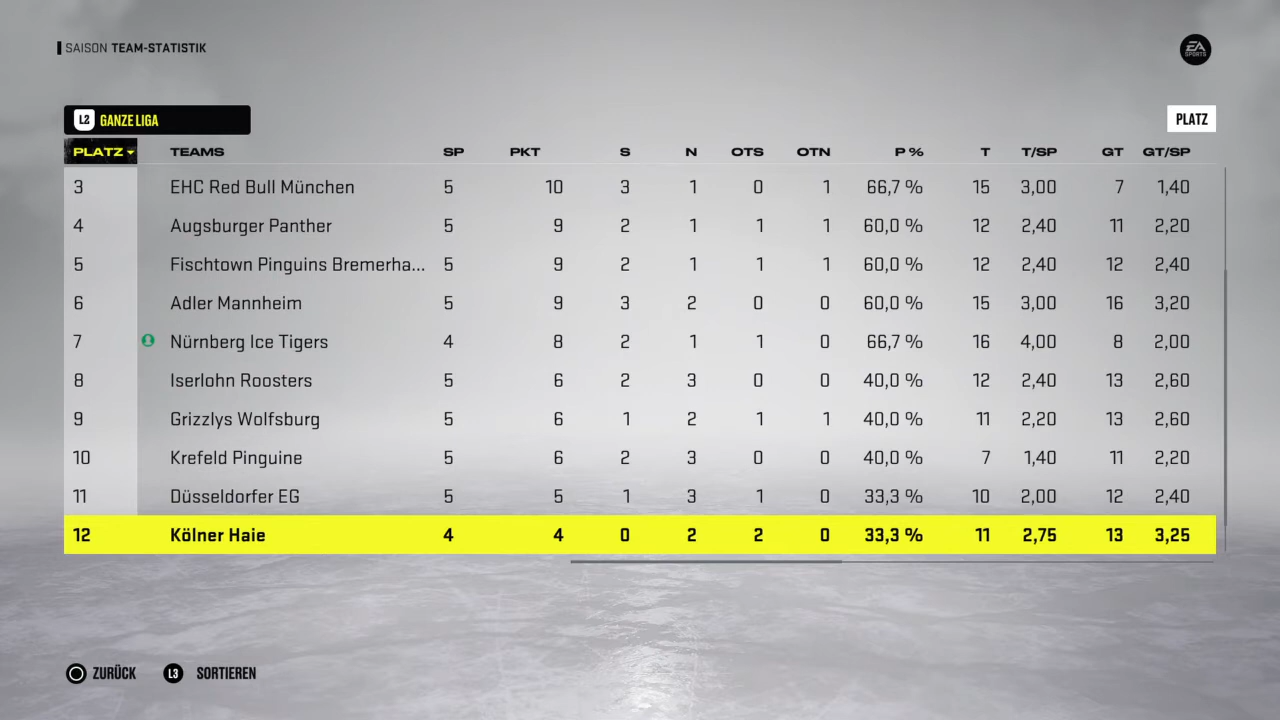 SAISON TEAM-STATISTIK
EA SPORTS
L2 GANZE LIGA
PLATZ
PLATZ TEAMS SP PKT S N OTS OTN P % T T/SP GT GT/SP
3 EHC Red Bull München 5 10 3 1 0 1 66,7 % 15 3,00 7 1,40
4 Augsburger Panther 5 9 2 1 1 1 60,0 % 12 2,40 11 2,20
5 Fischtown Pinguins Bremerha... 5 9 2 1 1 1 60,0 % 12 2,40 12 2,40
6 Adler Mannheim 5 9 3 2 0 0 60,0 % 15 3,00 16 3,20
7 Nürnberg Ice Tigers 4 8 2 1 1 0 66,7 % 16 4,00 8 2,00
8 Iserlohn Roosters 5 6 2 3 0 0 40,0 % 12 2,40 13 2,60
9 Grizzlys Wolfsburg 5 6 1 2 1 1 40,0 % 11 2,20 13 2,60
10 Krefeld Pinguine 5 6 2 3 0 0 40,0 % 7 1,40 11 2,20
11 Düsseldorfer EG 5 5 1 3 1 0 33,3 % 10 2,00 12 2,40
12 Kölner Haie 4 4 0 2 2 0 33,3 % 11 2,75 13 3,25
ZURÜCK L3 SORTIEREN